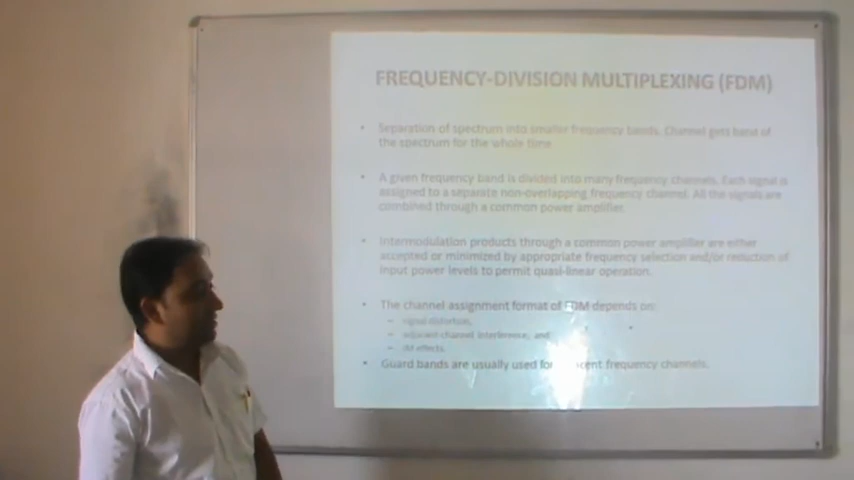 FREQUENCY-DIVISION MULTIPLEXING (FDM)
• Separation of spectrum into smaller frequency bands. Channel gets band of
the spectrum for the whole time
• A given frequency band is divided into many frequency channels. Each signal is
assigned to a separate non-overlapping frequency channel. All the signals are
combined through a common power amplifier.
• Intermodulation products through a common power amplifier are either
accepted or minimized by appropriate frequency selection and/or reduction of
input power levels to permit quasi-linear operation.
• The channel assignment format of FDM depends on:
– signal distortion,
– adjacent channel interference, and
– IM effects.
• Guard bands are usually used for frequency channels.